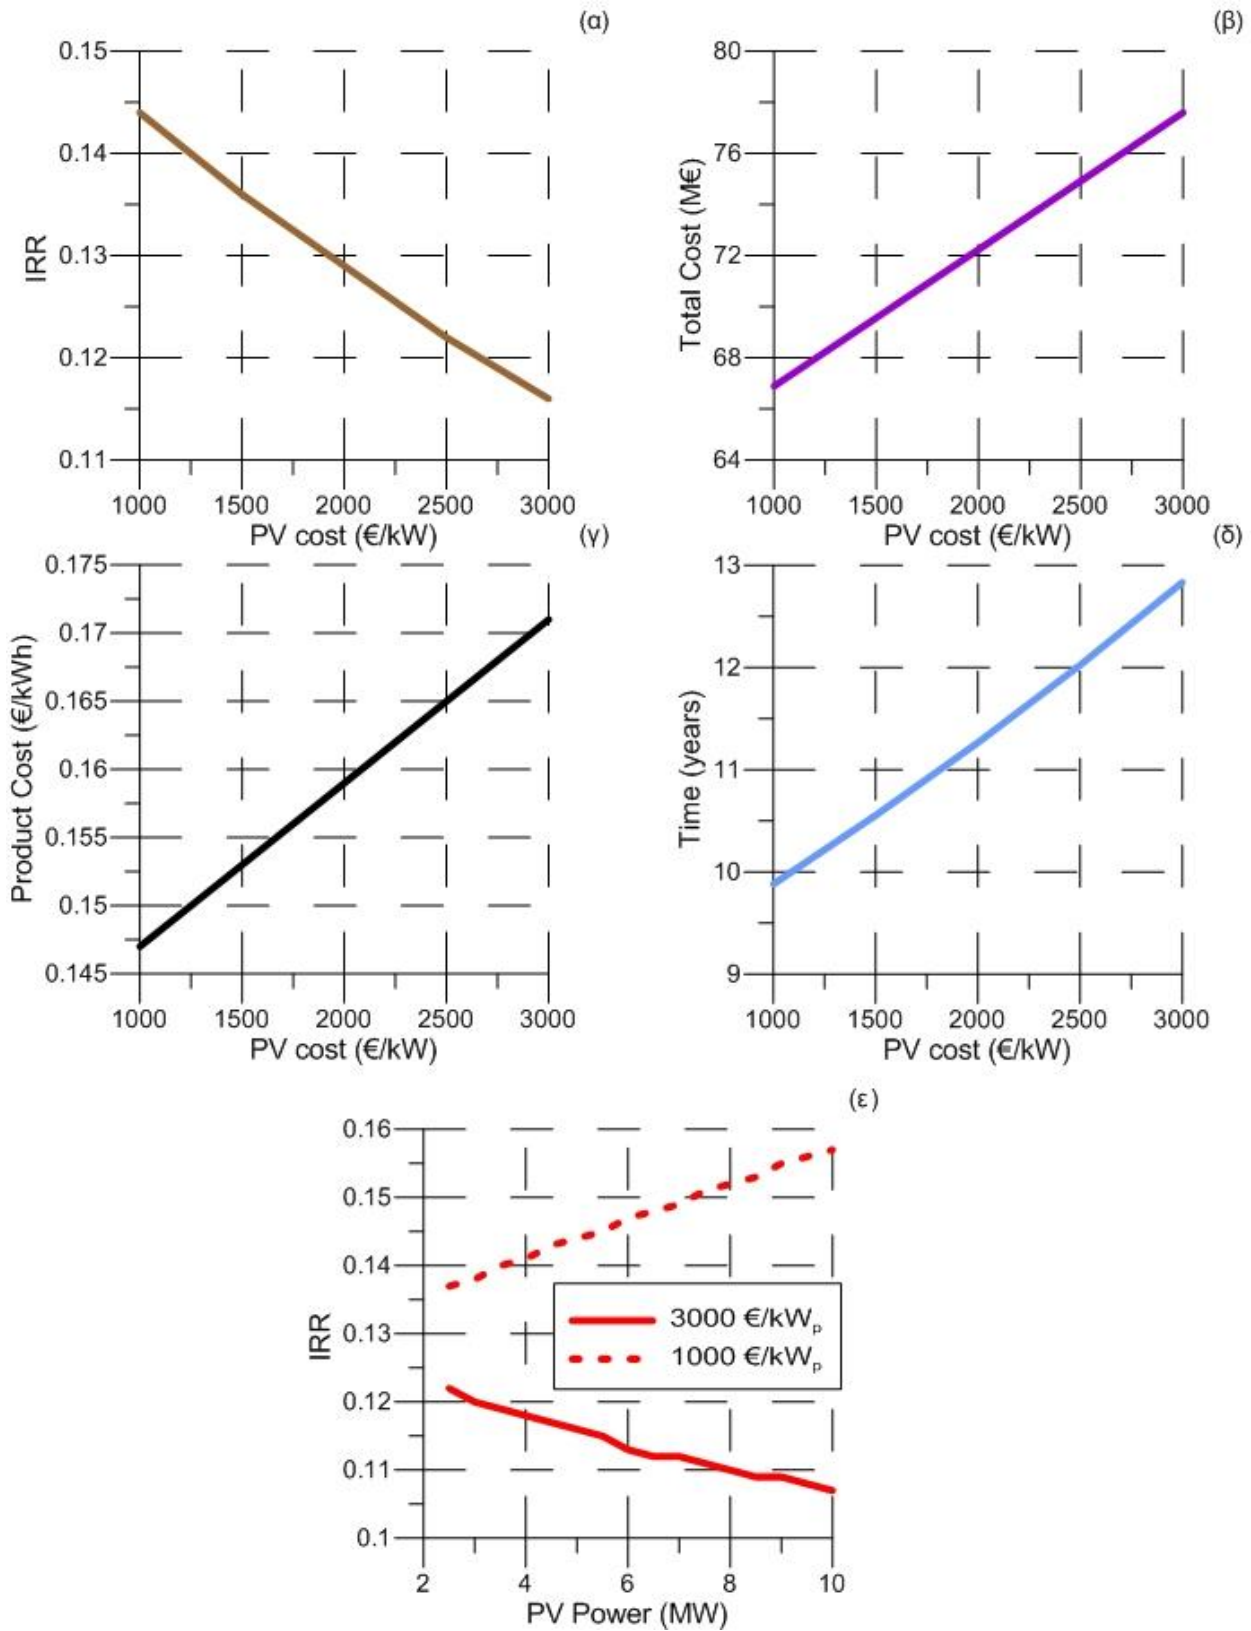 (α)
0.15
0.14
0.13
0.12
0.11
IRR
1000 1500 2000 2500 3000
PV cost (€/kW)
(β)
80
76
72
68
64
Total Cost (M€)
1000 1500 2000 2500 3000
PV cost (€/kW)
(γ)
0.175
0.17
0.165
0.16
0.155
0.15
0.145
Product Cost (€/kWh)
1000 1500 2000 2500 3000
PV cost (€/kW)
(δ)
13
12
11
10
9
Time (years)
1000 1500 2000 2500 3000
PV cost (€/kW)
(ε)
0.16
0.15
0.14
0.13
0.12
0.11
0.1
IRR
3000 €/kWₚ
1000 €/kWₚ
2 4 6 8 10
PV Power (MW)